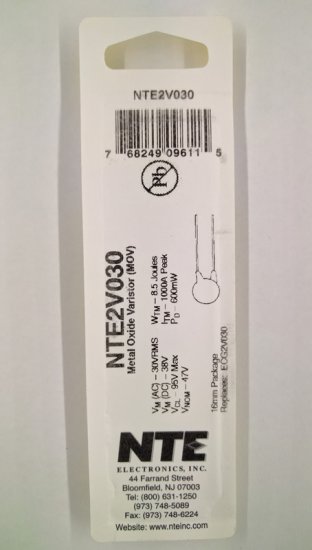 NTE2V030
7 68249 09611 5
Pb
NTE2V030
Metal Oxide Varistor (MOV)
VM (AC) – 30VRMS
VM (DC) – 38V
VCL – 95V Max
VNOM – 47V
WTM – 8.5 Joules
ITM – 1000A Peak
PD – 600mW
16mm Package
Replaces: ECG2V030
NTE
ELECTRONICS, INC.
44 Farrand Street
Bloomfield, NJ 07003
Tel: (800) 631-1250
(973) 748-5089
Fax: (973) 748-6224
Website: www.nteinc.com